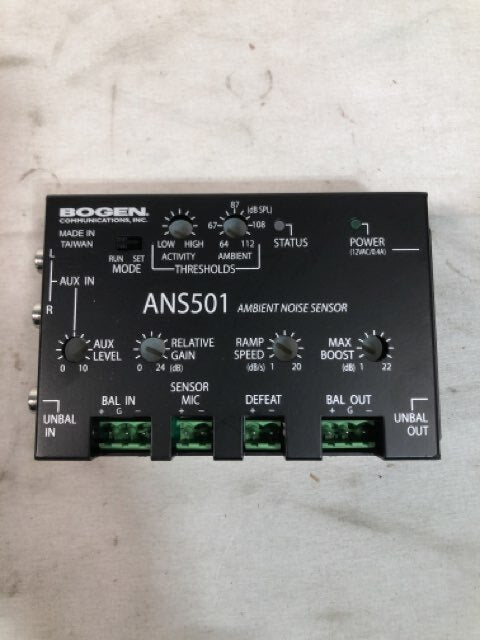 BOGEN®
COMMUNICATIONS, INC.
MADE IN
TAIWAN
87
(dB SPL)
67 108
LOW HIGH 64 112
ACTIVITY AMBIENT
THRESHOLDS
STATUS
POWER
(12VAC/0.4A)
RUN SET
MODE
L
AUX IN
R
ANS501 AMBIENT NOISE SENSOR
AUX
LEVEL
0 10
RELATIVE
GAIN
0 24 (dB)
RAMP
SPEED
(dB/s) 1 20
MAX
BOOST
(dB) 1 22
UNBAL
IN
BAL IN
+ G −
SENSOR
MIC
+ −
DEFEAT
+ −
BAL OUT
+ G −
UNBAL
OUT